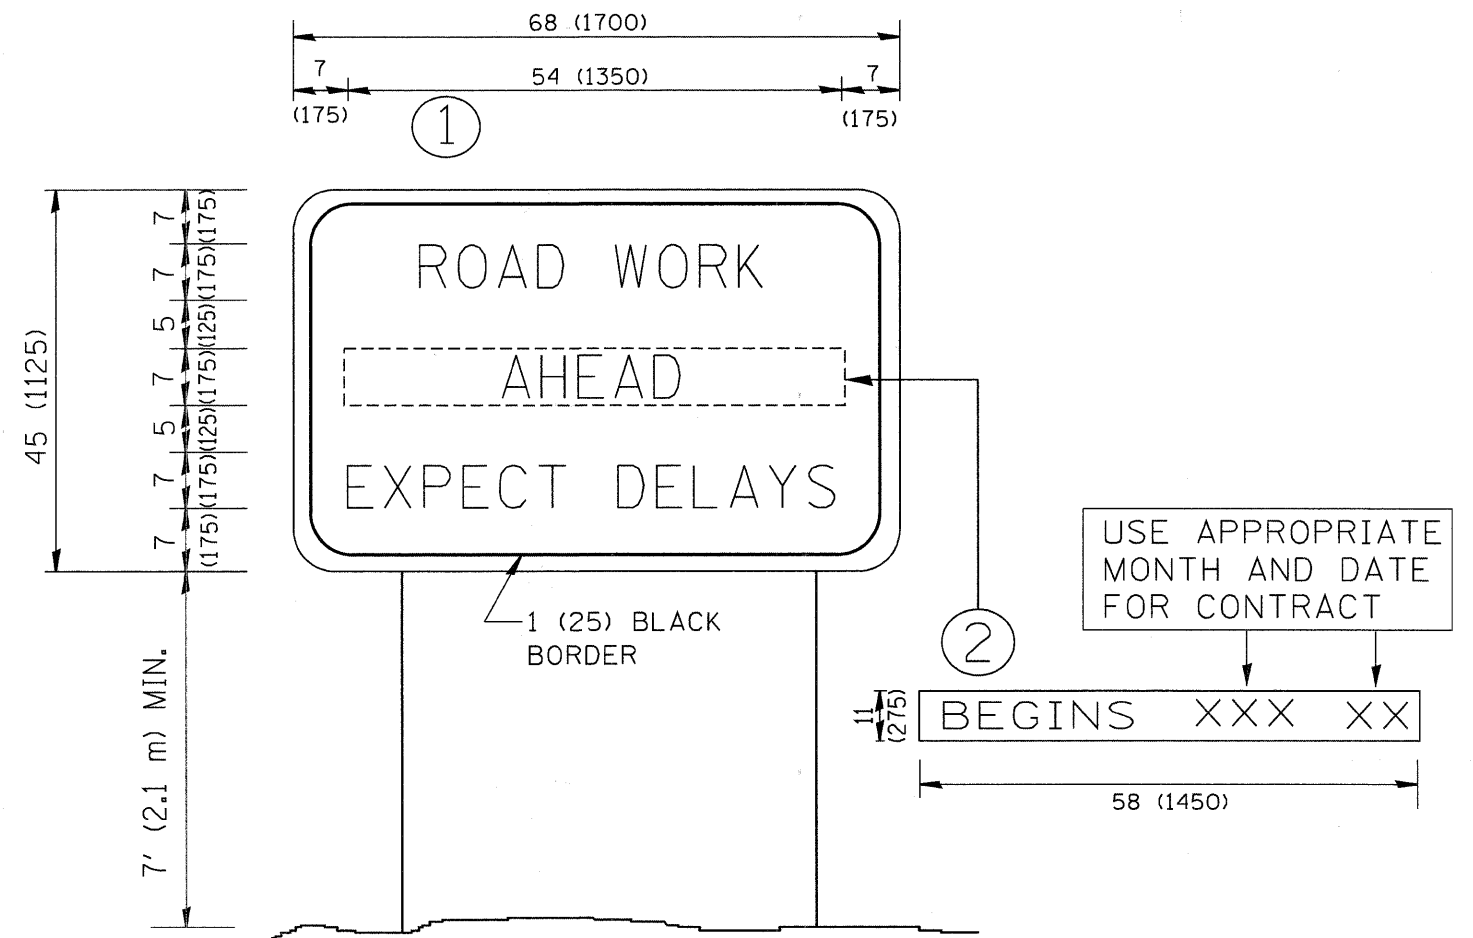 68 (1700)
7
54 (1350)
7
(175)
(175)
1
7 (175)
7 (175)
5 (125)
7 (175)
5 (125)
7 (175)
7 (175)
45 (1125)
ROAD WORK
AHEAD
EXPECT DELAYS
1 (25) BLACK
BORDER
7' (2.1 m) MIN.
USE APPROPRIATE
MONTH AND DATE
FOR CONTRACT
2
11
(275)
BEGINS XXX XX
58 (1450)